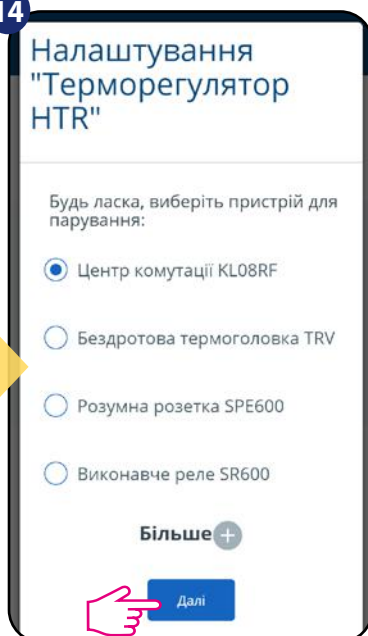 14
Налаштування
"Терморегулятор
HTR"
Будь ласка, виберіть пристрій для
парування:
Центр комутації KL08RF
Бездротова термоголовка TRV
Розумна розетка SPE600
Виконавче реле SR600
Більше +
Далі